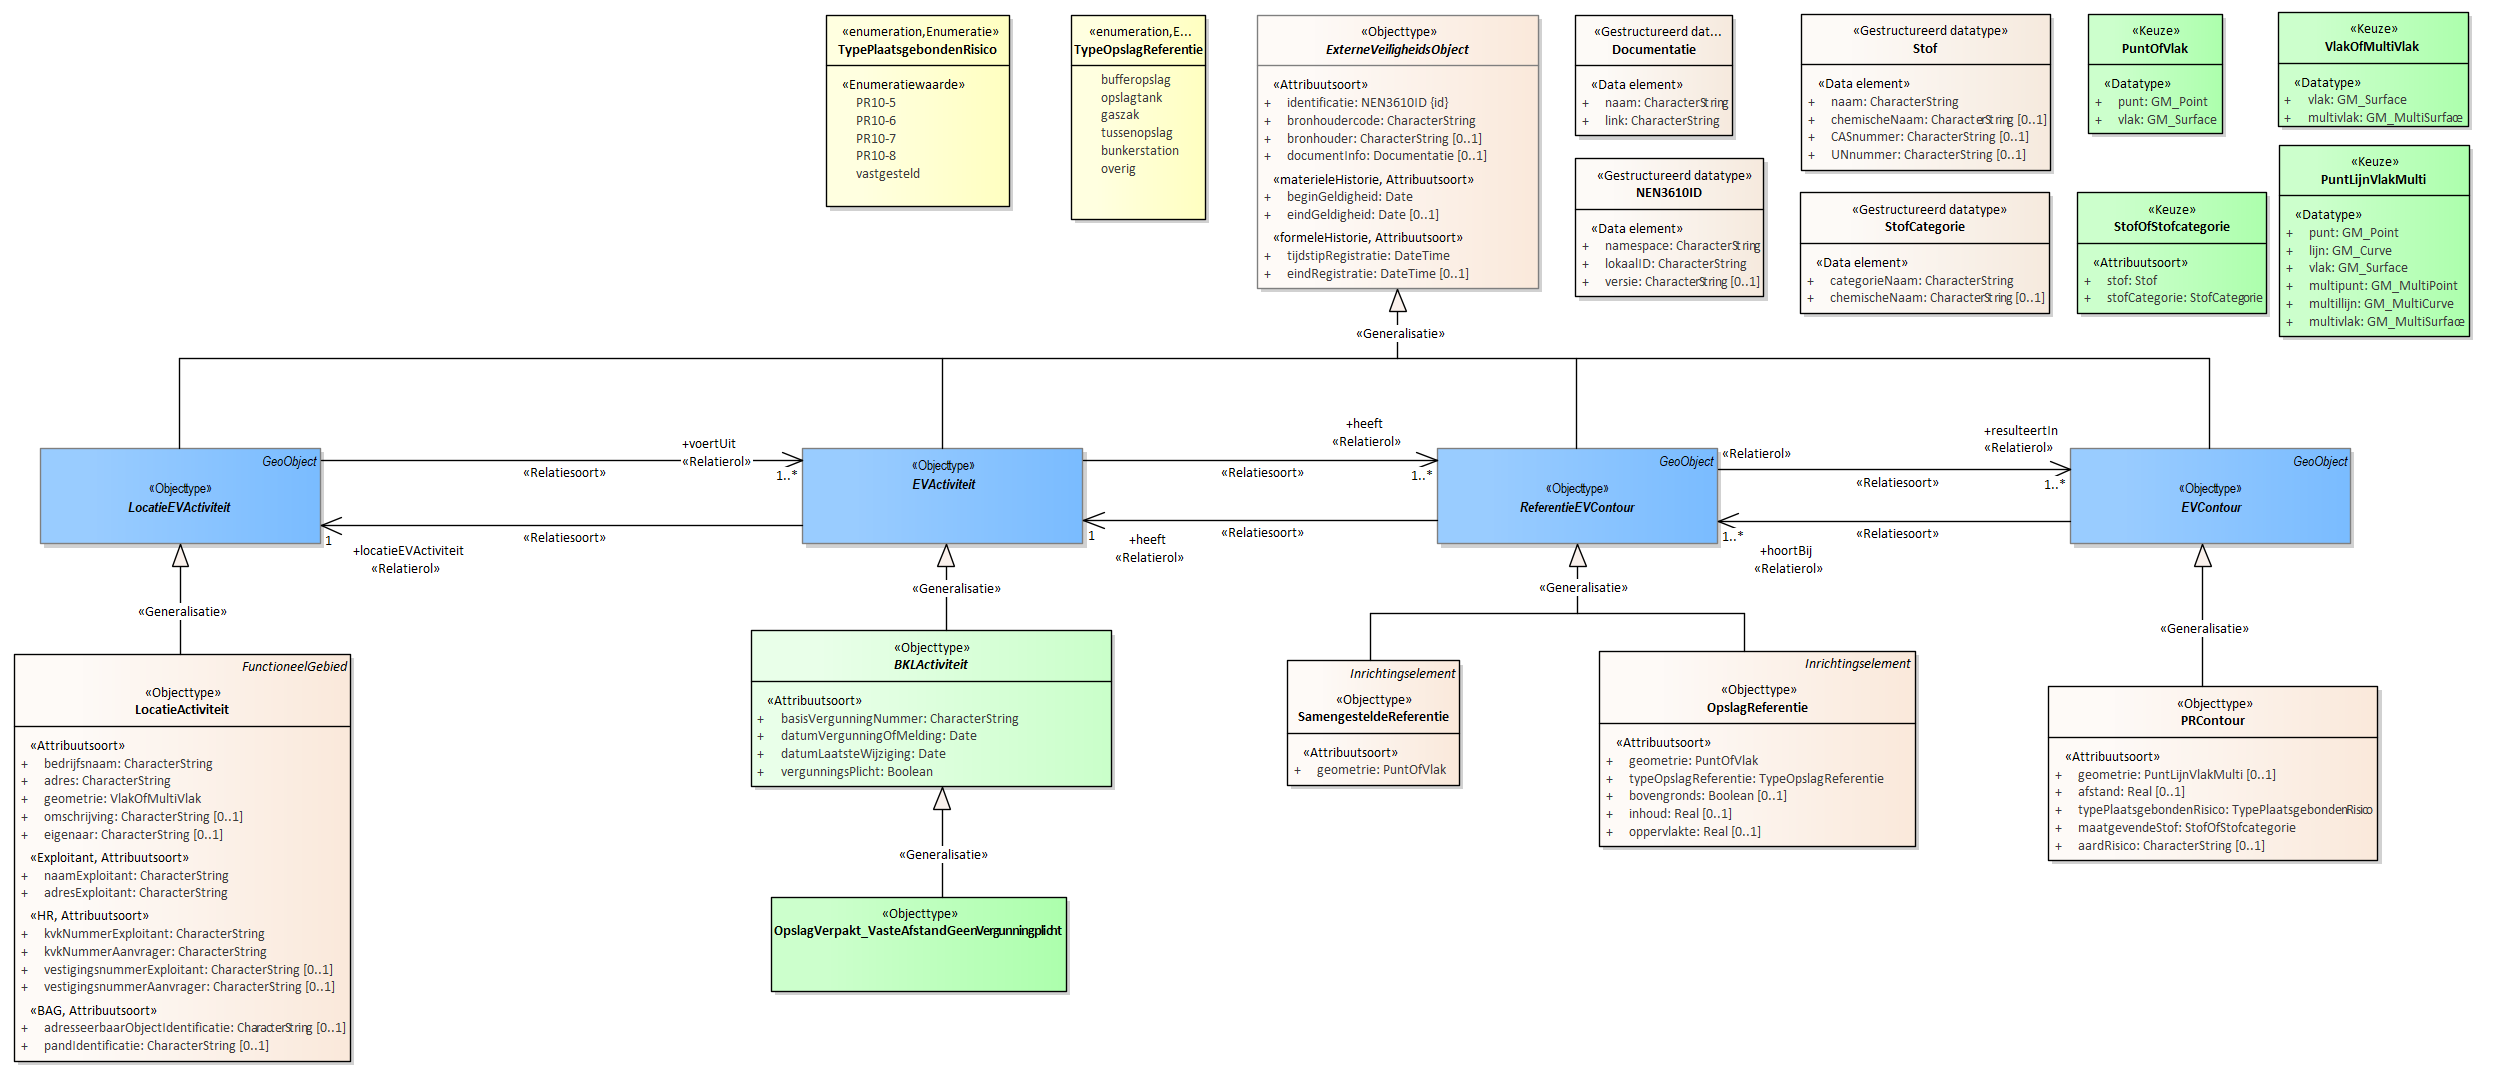 «enumeration,Enumeratie»
TypePlaatsgebondenRisico
«Enumeratiewaarde»
PR10-5
PR10-6
PR10-7
PR10-8
vastgesteld
«enumeration,E...
TypeOpslagReferentie
bufferopslag
opslagtank
gaszak
tussenopslag
bunkerstation
overig
«Objecttype»
ExterneVeiligheidsObject
«Attribuutsoort»
+ identificatie: NEN3610ID {id}
+ bronhoudercode: CharacterString
+ bronhouder: CharacterString [0..1]
+ documentInfo: Documentatie [0..1]
«materieleHistorie, Attribuutsoort»
+ beginGeldigheid: Date
+ eindGeldigheid: Date [0..1]
«formeleHistorie, Attribuutsoort»
+ tijdstipRegistratie: DateTime
+ eindRegistratie: DateTime [0..1]
«Gestructureerd dat...
Documentatie
«Data element»
+ naam: CharacterString
+ link: CharacterString
«Gestructureerd datatype»
NEN3610ID
«Data element»
+ namespace: CharacterString
+ lokaalID: CharacterString
+ versie: CharacterString [0..1]
«Gestructureerd datatype»
Stof
«Data element»
+ naam: CharacterString
+ chemischeNaam: CharacterString [0..1]
+ CASnummer: CharacterString [0..1]
+ UNnummer: CharacterString [0..1]
«Gestructureerd datatype»
StofCategorie
«Data element»
+ categorieNaam: CharacterString
+ chemischeNaam: CharacterString [0..1]
«Keuze»
PuntOfVlak
«Datatype»
+ punt: GM_Point
+ vlak: GM_Surface
«Keuze»
StofOfStofcategorie
«Attribuutsoort»
+ stof: Stof
+ stofCategorie: StofCategorie
«Keuze»
VlakOfMultiVlak
«Datatype»
+ vlak: GM_Surface
+ multivlak: GM_MultiSurface
«Keuze»
PuntLijnVlakMulti
«Datatype»
+ punt: GM_Point
+ lijn: GM_Curve
+ vlak: GM_Surface
+ multipunt: GM_MultiPoint
+ multillijn: GM_MultiCurve
+ multivlak: GM_MultiSurface
«Generalisatie»
GeoObject
«Objecttype»
LocatieEVActiviteit
+voertUit
«Relatierol»
«Relatiesoort»
1..*
«Relatiesoort»
1
+locatieEVActiviteit
«Relatierol»
«Objecttype»
EVActiviteit
+heeft
«Relatierol»
«Relatiesoort»
1..*
«Relatiesoort»
1
+heeft
«Relatierol»
GeoObject
«Objecttype»
ReferentieEVContour
«Relatierol»
+resulteertIn
«Relatierol»
«Relatiesoort»
1..*
«Relatiesoort»
1..*
+hoortBij
«Relatierol»
GeoObject
«Objecttype»
EVContour
«Generalisatie»
«Generalisatie»
«Generalisatie»
«Generalisatie»
FunctioneelGebied
«Objecttype»
LocatieActiviteit
«Attribuutsoort»
+ bedrijfsnaam: CharacterString
+ adres: CharacterString
+ geometrie: VlakOfMultiVlak
+ omschrijving: CharacterString [0..1]
+ eigenaar: CharacterString [0..1]
«Exploitant, Attribuutsoort»
+ naamExploitant: CharacterString
+ adresExploitant: CharacterString
«HR, Attribuutsoort»
+ kvkNummerExploitant: CharacterString
+ kvkNummerAanvrager: CharacterString
+ vestigingsnummerExploitant: CharacterString [0..1]
+ vestigingsnummerAanvrager: CharacterString [0..1]
«BAG, Attribuutsoort»
+ adresseerbaarObjectIdentificatie: CharacterString [0..1]
+ pandIdentificatie: CharacterString [0..1]
«Objecttype»
BKLActiviteit
«Attribuutsoort»
+ basisVergunningNummer: CharacterString
+ datumVergunningOfMelding: Date
+ datumLaatsteWijziging: Date
+ vergunningsPlicht: Boolean
«Generalisatie»
«Objecttype»
OpslagVerpakt_VasteAfstandGeenVergunningplicht
Inrichtingselement
«Objecttype»
SamengesteldeReferentie
«Attribuutsoort»
+ geometrie: PuntOfVlak
Inrichtingselement
«Objecttype»
OpslagReferentie
«Attribuutsoort»
+ geometrie: PuntOfVlak
+ typeOpslagReferentie: TypeOpslagReferentie
+ bovengronds: Boolean [0..1]
+ inhoud: Real [0..1]
+ oppervlakte: Real [0..1]
«Objecttype»
PRContour
«Attribuutsoort»
+ geometrie: PuntLijnVlakMulti [0..1]
+ afstand: Real [0..1]
+ typePlaatsgebondenRisico: TypePlaatsgebondenRisico
+ maatgevendeStof: StofOfStofcategorie
+ aardRisico: CharacterString [0..1]